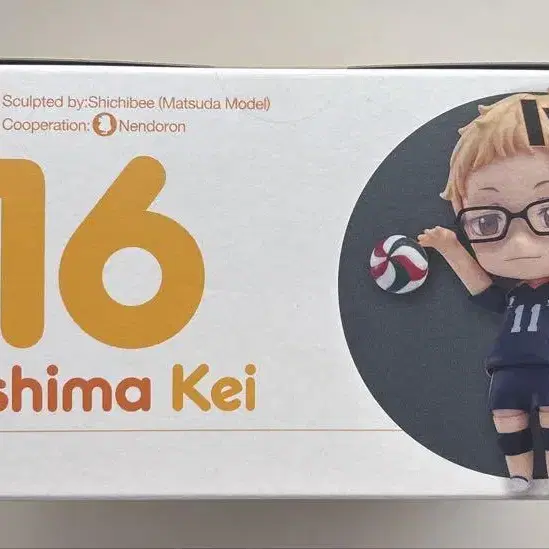 Sculpted by:Shichibee (Matsuda Model)
Cooperation: Nendoron
16
shima Kei
11